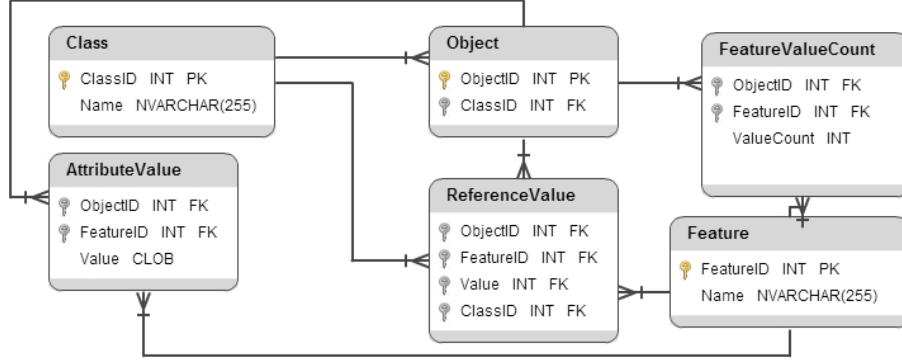 Class
ClassID INT PK
Name NVARCHAR(255)
Object
ObjectID INT PK
ClassID INT FK
FeatureValueCount
ObjectID INT FK
FeatureID INT FK
ValueCount INT
AttributeValue
ObjectID INT FK
FeatureID INT FK
Value CLOB
ReferenceValue
ObjectID INT FK
FeatureID INT FK
Value INT FK
ClassID INT FK
Feature
FeatureID INT PK
Name NVARCHAR(255)